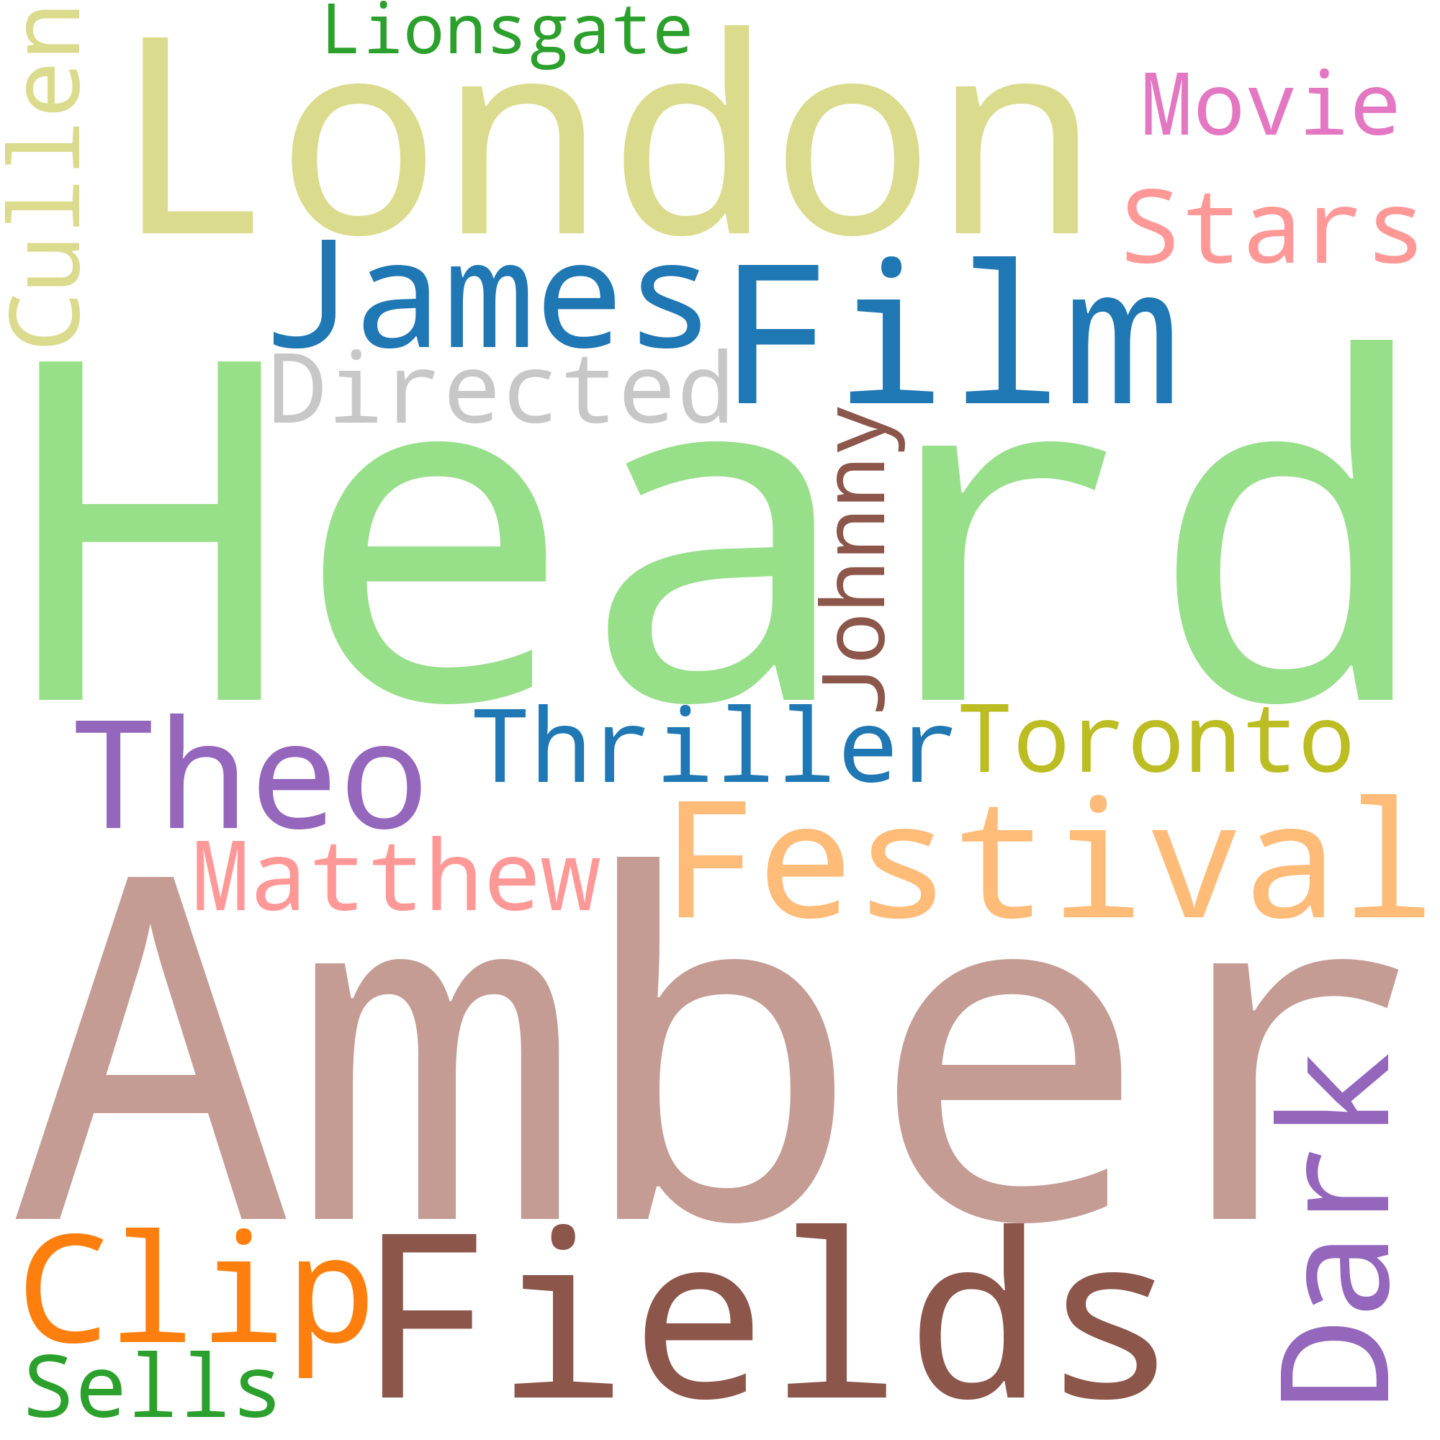 Lionsgate
Cullen
London
Movie
Stars
James
Film
Directed
Heard
Johnny
Theo
Thriller
Toronto
Matthew
Festival
Amber
Dark
Clip
Fields
Sells